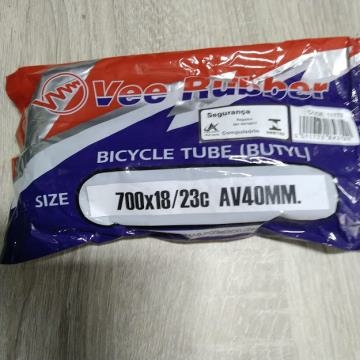 Vee Rubber
Segurança
Compulsório
BICYCLE TUBE (BUTYL)
SIZE
700x18/23c AV40MM.